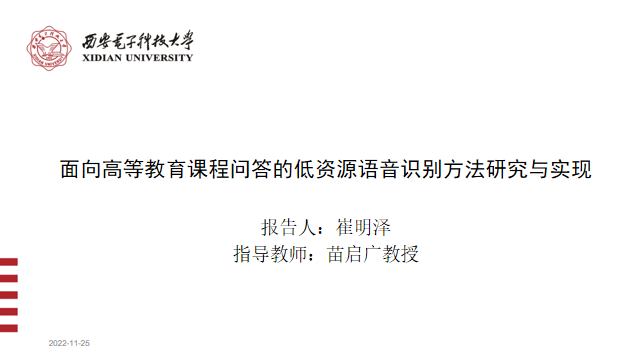 西安电子科技大学
XIDIAN UNIVERSITY
面向高等教育课程问答的低资源语音识别方法研究与实现
报告人：崔明泽
指导教师：苗启广教授
2022-11-25